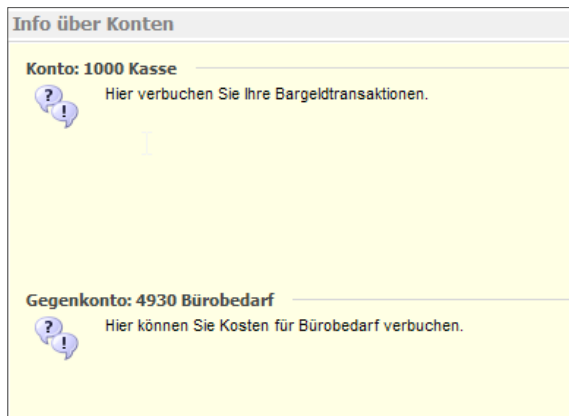 Info über Konten
Konto: 1000 Kasse
Hier verbuchen Sie Ihre Bargeldtransaktionen.
Gegenkonto: 4930 Bürobedarf
Hier können Sie Kosten für Bürobedarf verbuchen.